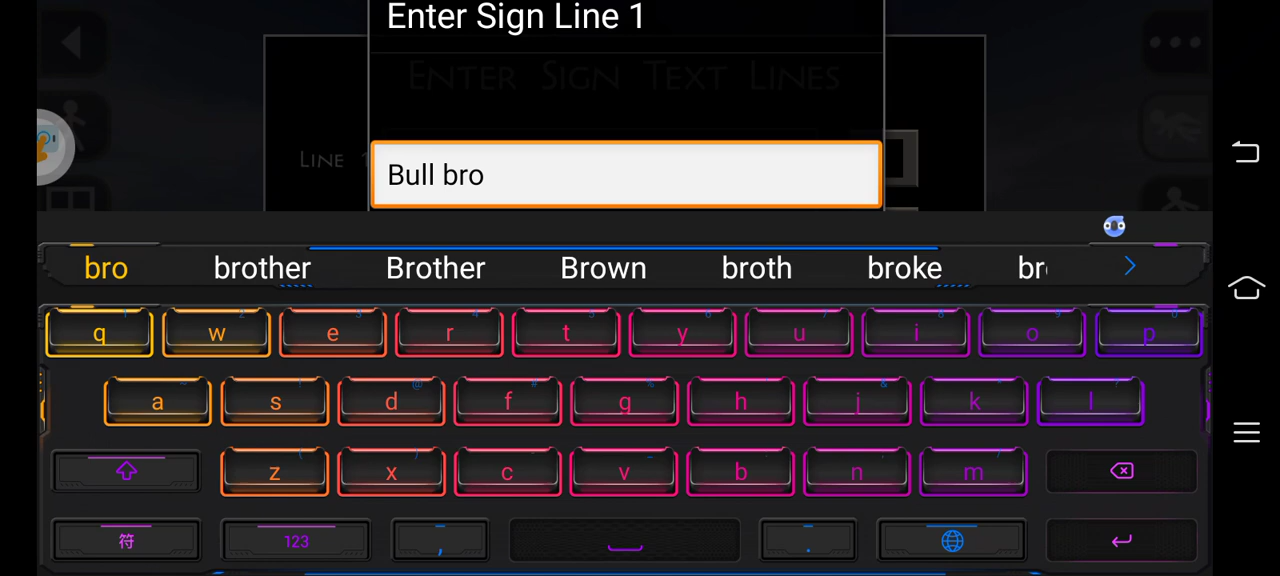 Enter Sign Line 1
Enter Sign Text Lines
Line 1
Bull bro
bro brother Brother Brown broth broke
q w e r t y u i o p
a s d f g h j k l
z x c v b n m
符 123 , .